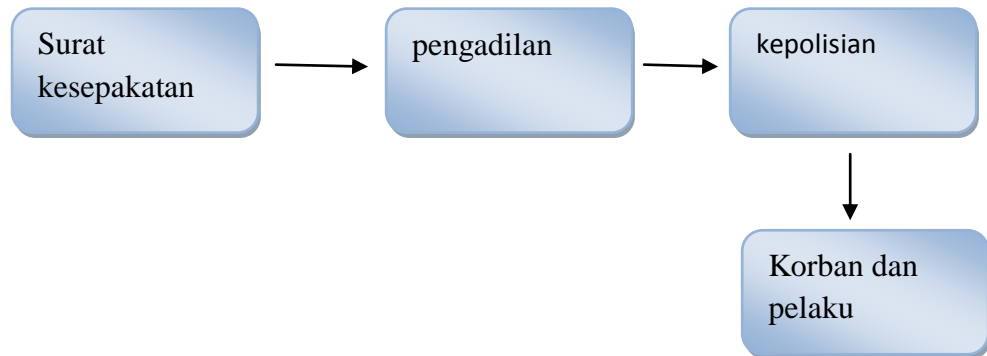 Surat
kesepakatan
pengadilan
kepolisian
Korban dan
pelaku